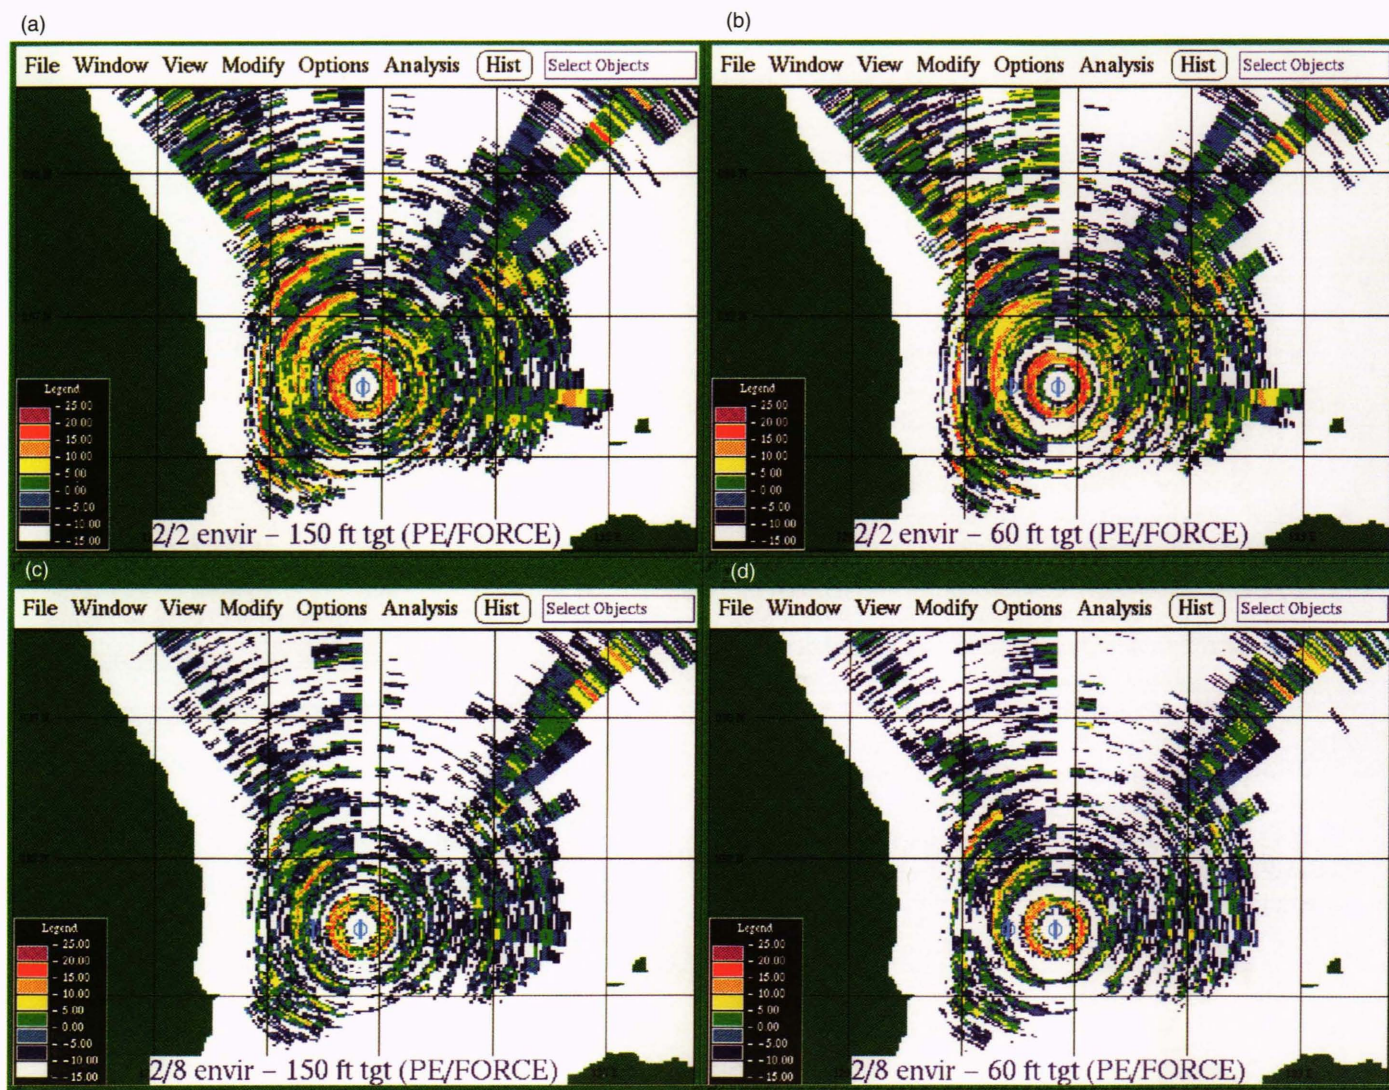 (a)
File Window View Modify Options Analysis Hist Select Objects
Legend
- 25.00
- 20.00
- 15.00
- 10.00
- 5.00
- 0.00
- -5.00
- -10.00
- -15.00
2/2 envir – 150 ft tgt (PE/FORCE)
(b)
File Window View Modify Options Analysis Hist Select Objects
Legend
- 25.00
- 20.00
- 15.00
- 10.00
- 5.00
- 0.00
- -5.00
- -10.00
- -15.00
2/2 envir – 60 ft tgt (PE/FORCE)
(c)
File Window View Modify Options Analysis Hist Select Objects
Legend
- 25.00
- 20.00
- 15.00
- 10.00
- 5.00
- 0.00
- -5.00
- -10.00
- -15.00
2/8 envir – 150 ft tgt (PE/FORCE)
(d)
File Window View Modify Options Analysis Hist Select Objects
Legend
- 25.00
- 20.00
- 15.00
- 10.00
- 5.00
- 0.00
- -5.00
- -10.00
- -15.00
2/8 envir – 60 ft tgt (PE/FORCE)